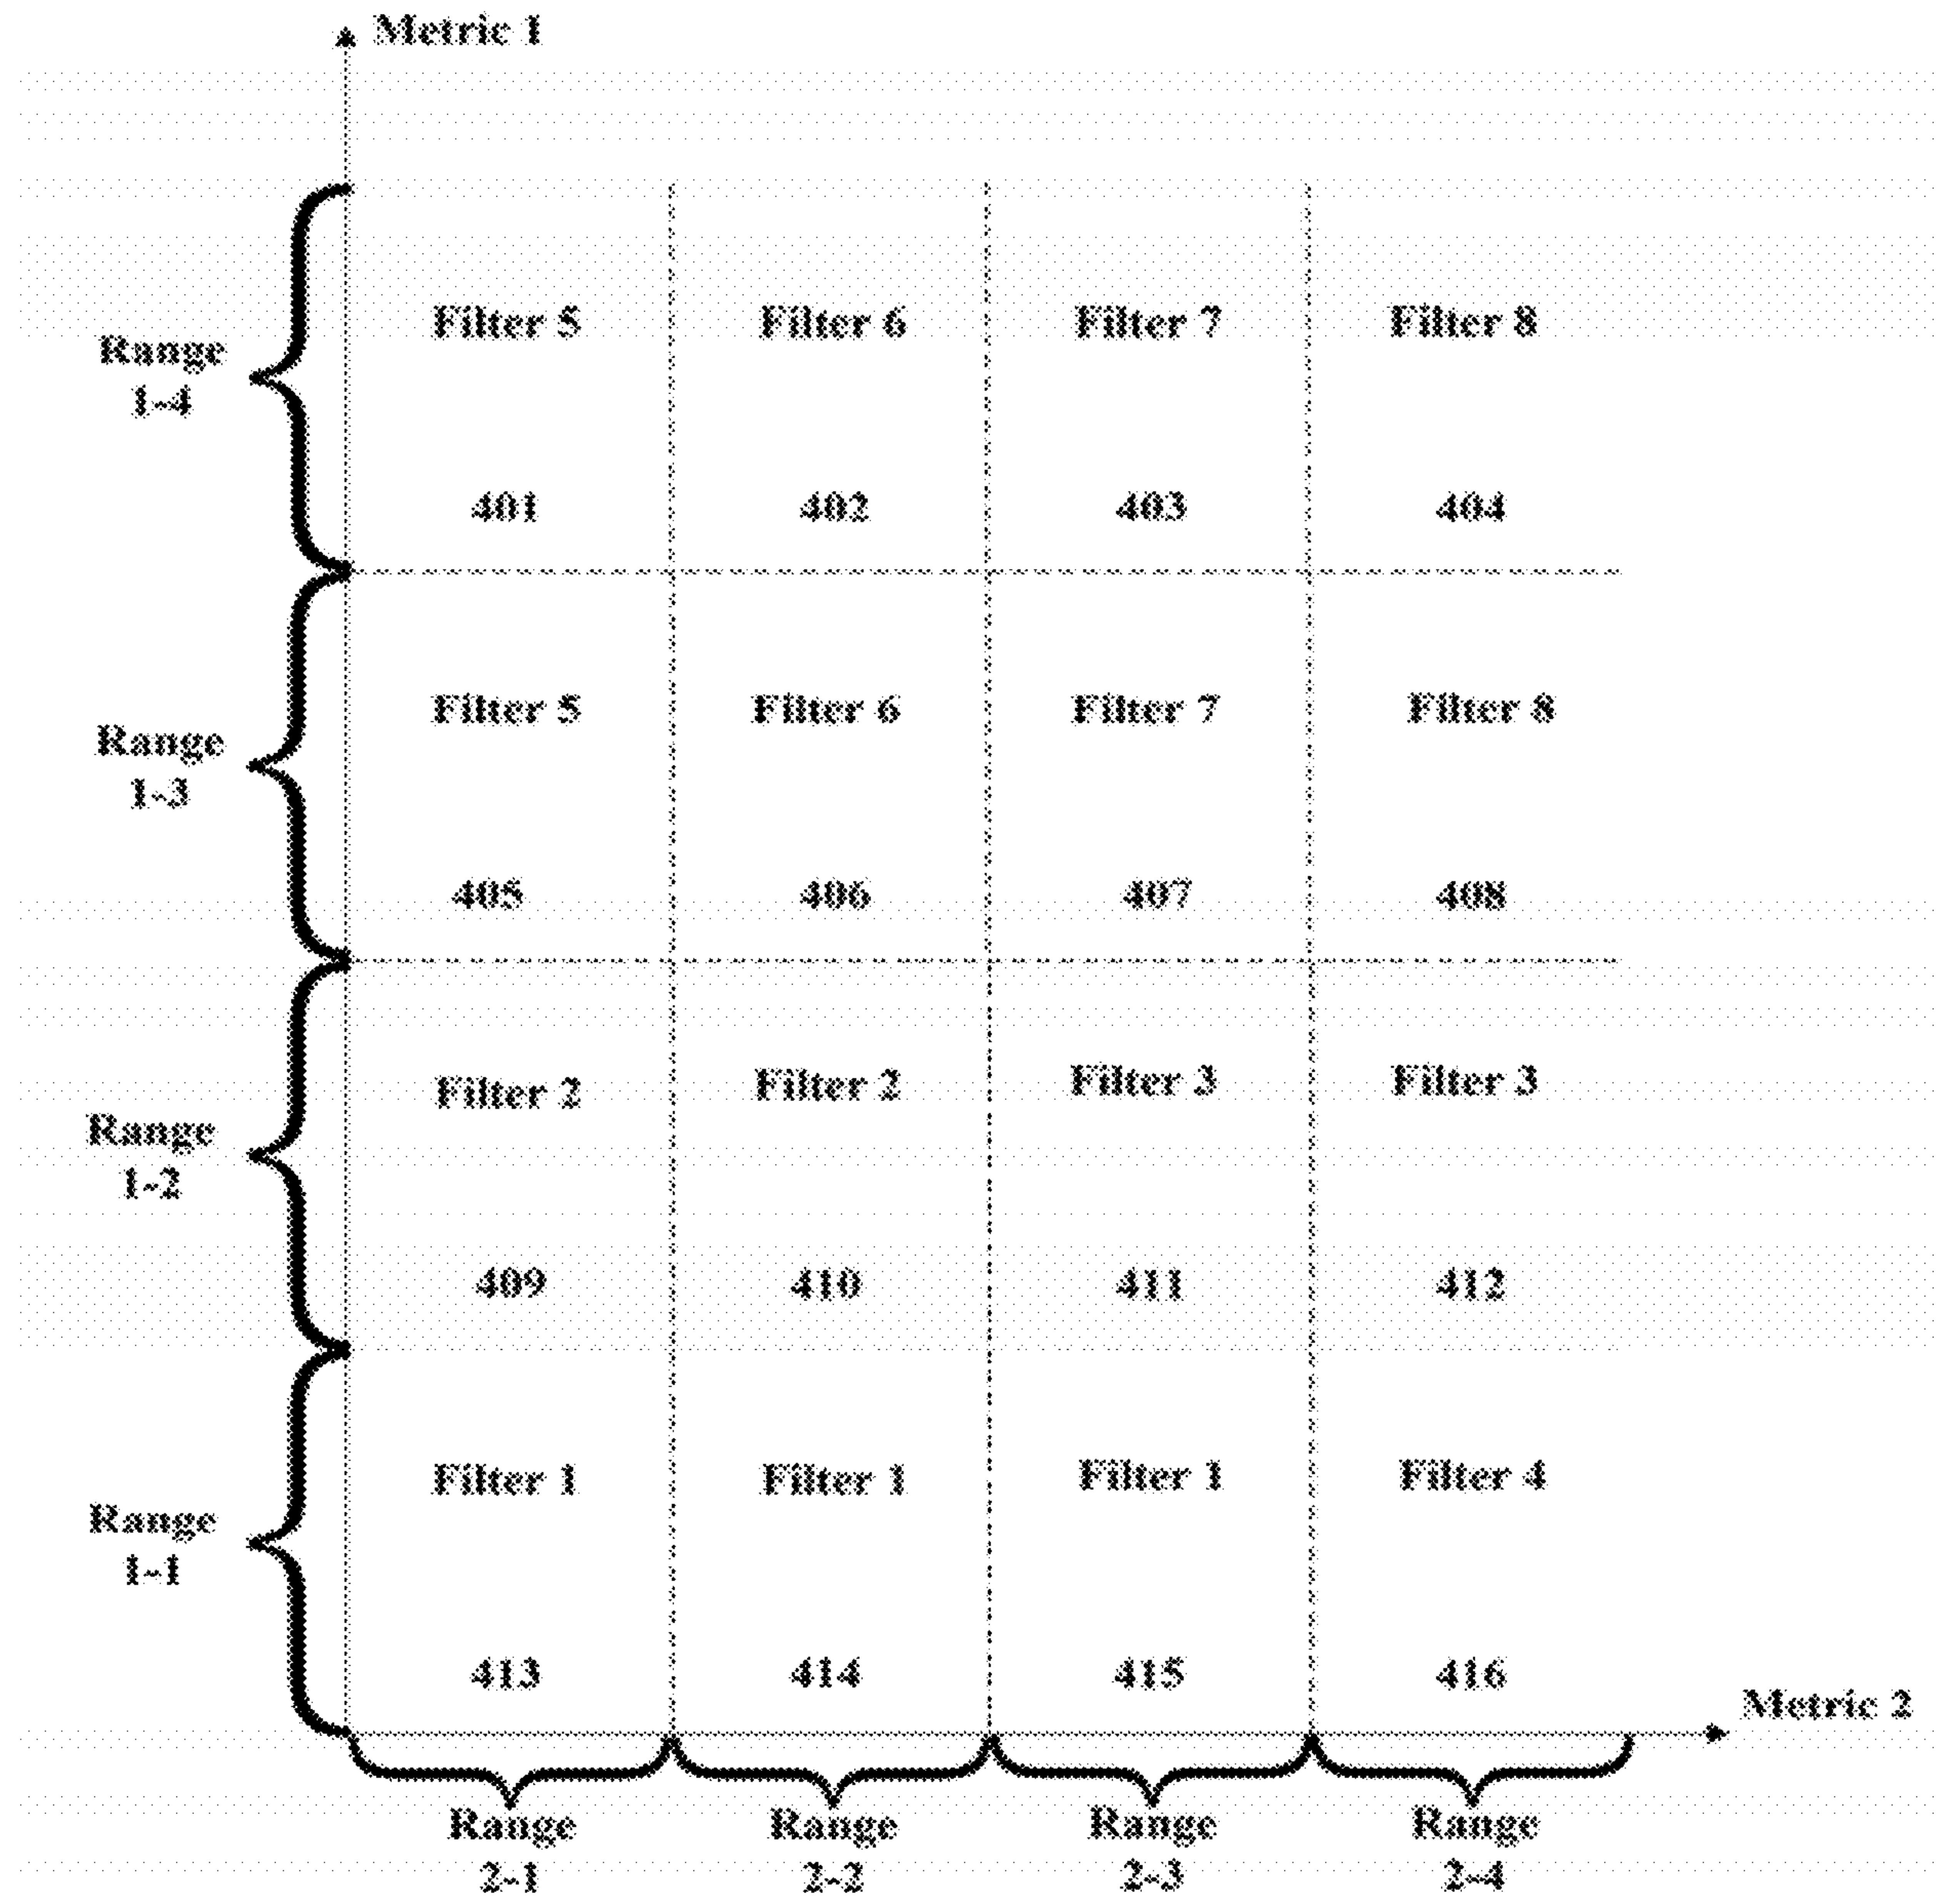 Metric 1
Filter 5 Filter 6 Filter 7 Filter 8
Range
1-4
401 402 403 404
Filter 5 Filter 6 Filter 7 Filter 8
Range
1-3
405 406 407 408
Filter 2 Filter 2 Filter 3 Filter 3
Range
1-2
409 410 411 412
Filter 1 Filter 1 Filter 1 Filter 4
Range
1-1
413 414 415 416
Metric 2
Range Range Range Range
2-1 2-2 2-3 2-4